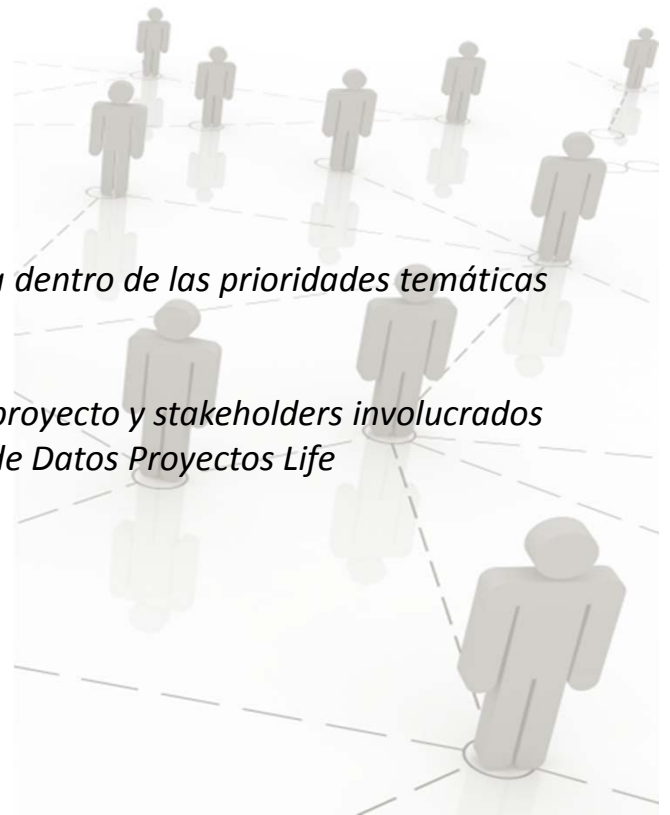 dentro de las prioridades temáticas
proyecto y stakeholders involucrados
de Datos Proyectos Life